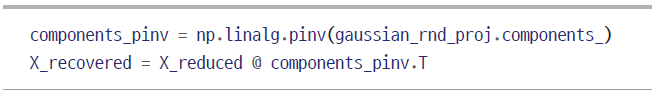 components_pinv = np.linalg.pinv(gaussian_rnd_proj.components_)
X_recovered = X_reduced @ components_pinv.T